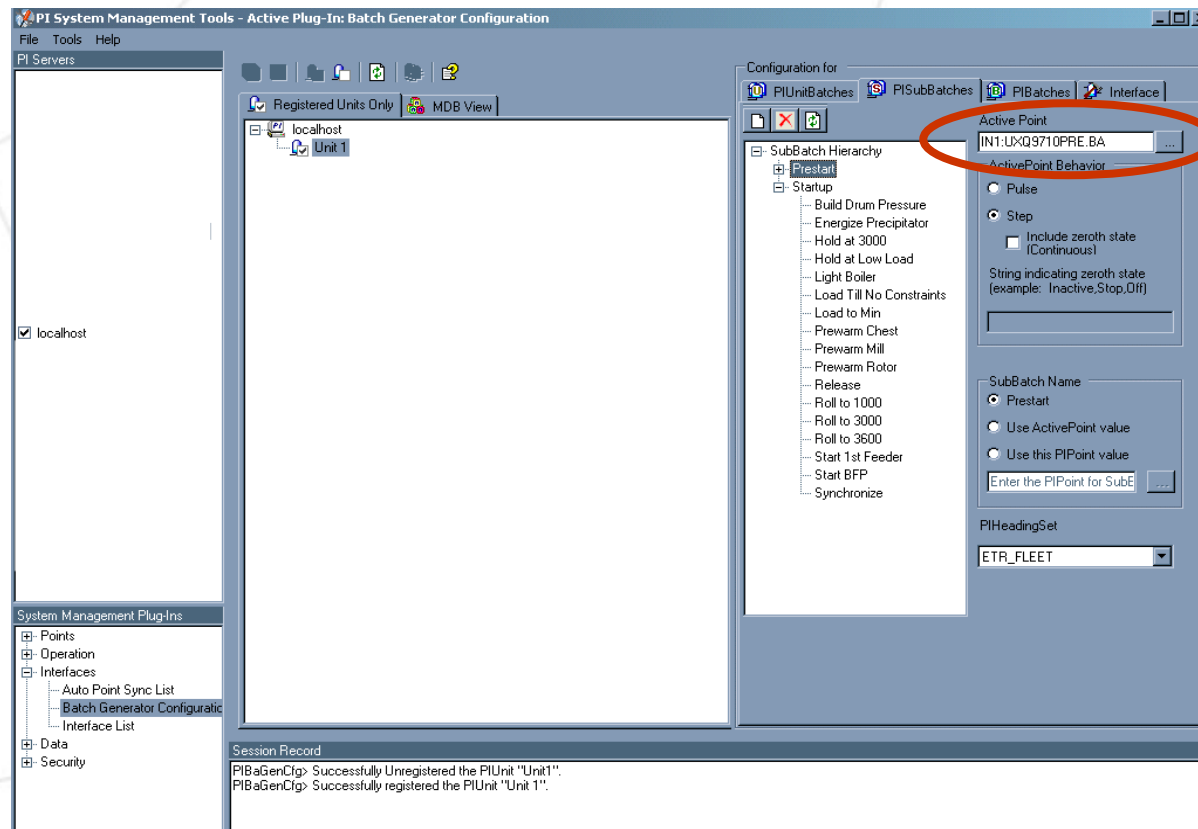 PI System Management Tools - Active Plug-In: Batch Generator Configuration
File Tools Help
PI Servers
localhost
System Management Plug-Ins
Points
Operation
Interfaces
Auto Point Sync List
Batch Generator Configuratic
Interface List
Data
Security
Registered Units Only
MDB View
localhost
Unit 1
Configuration for
PIUnitBatches
PISubBatches
PIBatches
Interface
SubBatch Hierarchy
Prestart
Startup
Build Drum Pressure
Energize Precipitator
Hold at 3000
Hold at Low Load
Light Boiler
Load Till No Constraints
Load to Min
Prewarm Chest
Prewarm Mill
Prewarm Rotor
Release
Roll to 1000
Roll to 3000
Roll to 3600
Start 1st Feeder
Start BFP
Synchronize
Active Point
IN1:UXQ9710PRE.BA
...
ActivePoint Behavior
Pulse
Step
Include zeroth state
(Continuous)
String indicating zeroth state
(example: Inactive,Stop,Off)
SubBatch Name
Prestart
Use ActivePoint value
Use this PIPoint value
Enter the PIPoint for SubB
...
PIHeadingSet
ETR_FLEET
Session Record
PIBaGenCfg> Successfully Unregistered the PIUnit "Unit1".
PIBaGenCfg> Successfully registered the PIUnit "Unit 1".